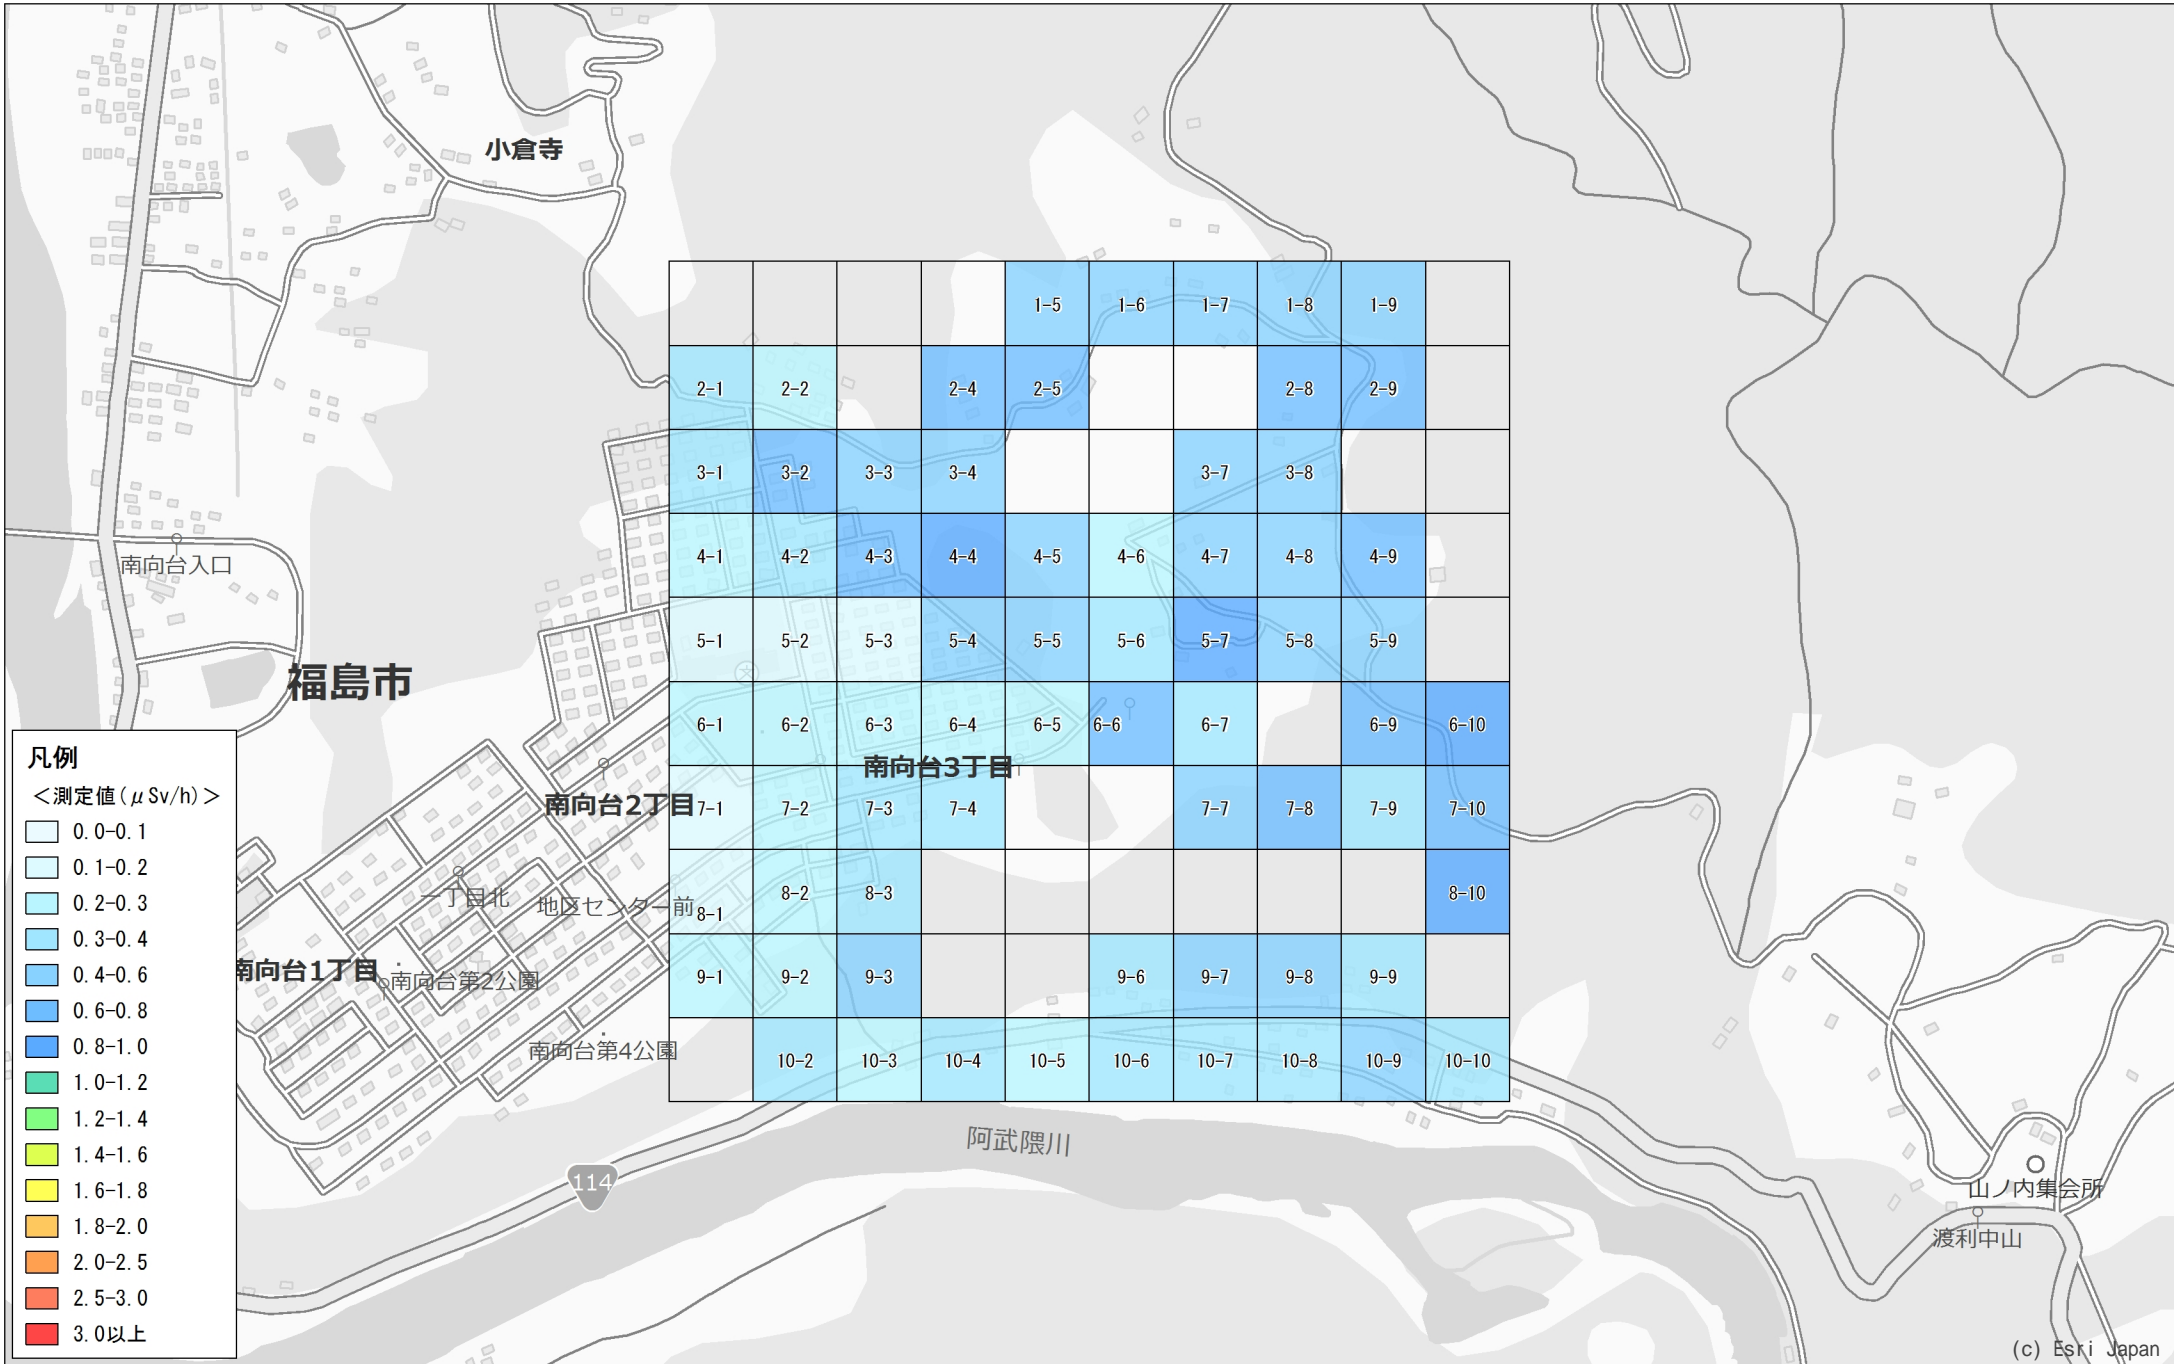 小倉寺
1-5 1-6 1-7 1-8 1-9
2-1 2-2 2-4 2-5 2-8 2-9
3-1 3-2 3-3 3-4 3-7 3-8
南向台入口
4-1 4-2 4-3 4-4 4-5 4-6 4-7 4-8 4-9
5-1 5-2 5-3 5-4 5-5 5-6 5-7 5-8 5-9
福島市
6-1 6-2 6-3 6-4 6-5 6-6 6-7 6-9 6-10
南向台3丁目
南向台2丁目
7-1 7-2 7-3 7-4 7-7 7-8 7-9 7-10
一丁目北
地区センター前
8-1 8-2 8-3 8-10
南向台1丁目
南向台第2公園
9-1 9-2 9-3 9-6 9-7 9-8 9-9
南向台第4公園
10-2 10-3 10-4 10-5 10-6 10-7 10-8 10-9 10-10
阿武隈川
114
山ノ内集会所
渡利中山
凡例
＜測定値(μSv/h)＞
0.0-0.1
0.1-0.2
0.2-0.3
0.3-0.4
0.4-0.6
0.6-0.8
0.8-1.0
1.0-1.2
1.2-1.4
1.4-1.6
1.6-1.8
1.8-2.0
2.0-2.5
2.5-3.0
3.0以上
(c) Esri Japan